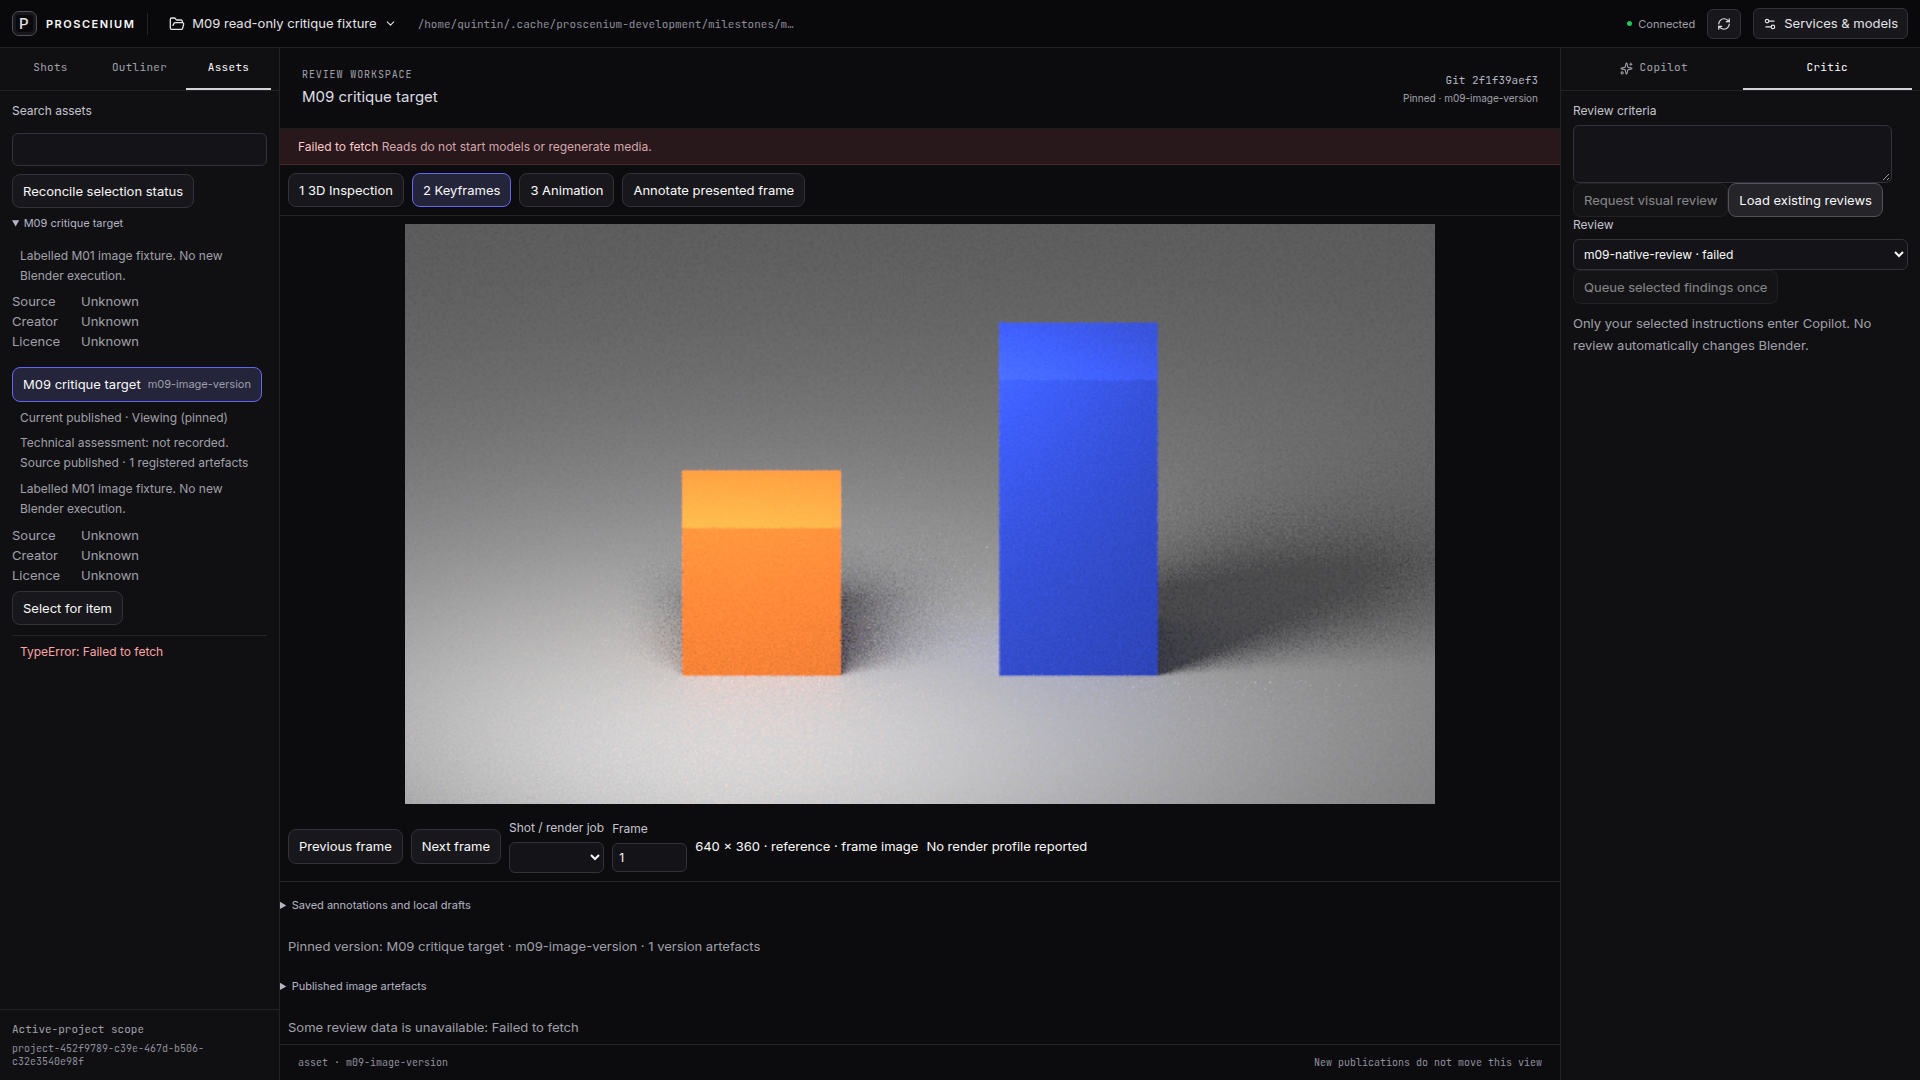 P PROSCENIUM
M09 read-only critique fixture
/home/quintin/.cache/proscenium-development/milestones/m…
Connected
Services & models
Shots
Outliner
Assets
Search assets
Reconcile selection status
▼ M09 critique target
Labelled M01 image fixture. No new
Blender execution.
Source Unknown
Creator Unknown
Licence Unknown
M09 critique target m09-image-version
Current published · Viewing (pinned)
Technical assessment: not recorded.
Source published · 1 registered artefacts
Labelled M01 image fixture. No new
Blender execution.
Source Unknown
Creator Unknown
Licence Unknown
Select for item
TypeError: Failed to fetch
Active-project scope
project-452f9789-c39e-467d-b506-
c32e3540e98f
REVIEW WORKSPACE
M09 critique target
Git 2f1f39aef3
Pinned · m09-image-version
Failed to fetch Reads do not start models or regenerate media.
1 3D Inspection
2 Keyframes
3 Animation
Annotate presented frame
Previous frame
Next frame
Shot / render job
Frame
1
640 × 360 · reference · frame image No render profile reported
▶ Saved annotations and local drafts
Pinned version: M09 critique target · m09-image-version · 1 version artefacts
▶ Published image artefacts
Some review data is unavailable: Failed to fetch
asset · m09-image-version
New publications do not move this view
Copilot
Critic
Review criteria
Request visual review
Load existing reviews
Review
m09-native-review · failed
Queue selected findings once
Only your selected instructions enter Copilot. No
review automatically changes Blender.